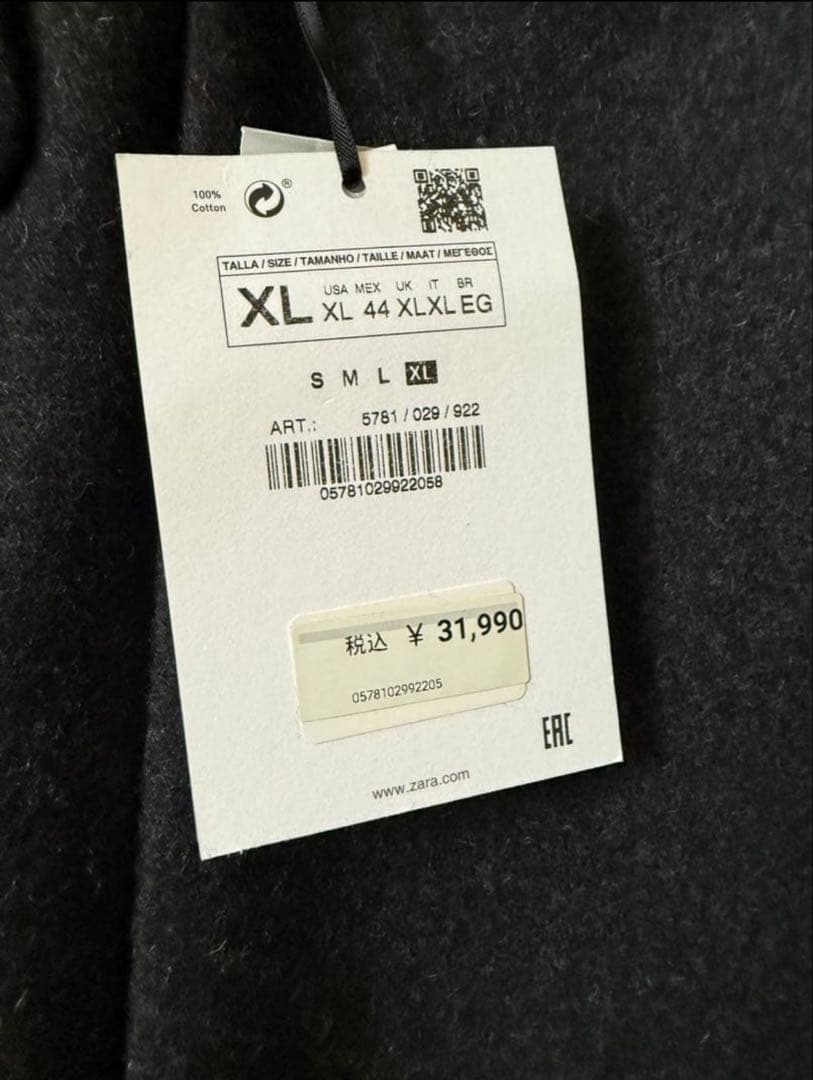 100%
Cotton
®
TALLA / SIZE / TAMANHO / TAILLE / MAAT / ΜΕΓΕΘΟΣ
USA MEX UK IT BR
XL XL 44 XL XL EG
S M L XL
ART.: 5781 / 029 / 922
05781029922058
税込 ¥ 31,990
0578102992205
EAC
www.zara.com